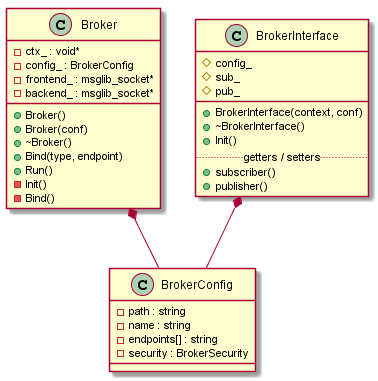 C Broker
ctx_ : void*
config_ : BrokerConfig
frontend_ : msglib_socket*
backend_ : msglib_socket*
Broker()
Broker(conf)
~Broker()
Bind(type, endpoint)
Run()
Init()
Bind()
C BrokerInterface
config_
sub_
pub_
BrokerInterface(context, conf)
~BrokerInterface()
Init()
getters / setters
subscriber()
publisher()
C BrokerConfig
path : string
name : string
endpoints[] : string
security : BrokerSecurity